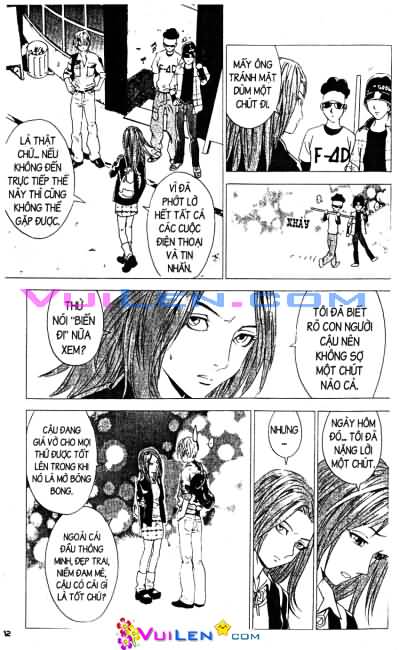 MẤY ÔNG
TRÁNH MẶT
DÙM MỘT
CHÚT ĐI.
F-AD
LÀ THẬT
CHỨ... NẾU
KHÔNG ĐẾN
TRỰC TIẾP THẾ
NÀY THÌ CŨNG
KHÔNG THỂ
GẶP ĐƯỢC.
VÌ ĐÃ
PHỚT LỜ
HẾT TẤT CẢ
CÁC CUỘC
ĐIỆN THOẠI
VÀ TIN
NHẮN.
XHẢY
VuiLen.com
THỬ
NÓI "BIẾN
ĐI" NỮA
XEM?
TÔI ĐÃ BIẾT
RÕ CON NGƯỜI
CẬU NÊN
KHÔNG SỢ
MỘT CHÚT
NÀO CẢ.
CẬU ĐANG
GIẢ VỜ CHO MỌI
THỨ ĐƯỢC TỐT
LÊN TRONG KHI
NÓ LÀ MỚ BÒNG
BONG.
NGOÀI CÁI
ĐẦU THÔNG
MINH, ĐẸP TRAI,
NIỀM ĐAM MÊ,
CẬU CÓ CÁI GÌ
LÀ TỐT CHỨ?
NGÀY HÔM
ĐÓ... TÔI ĐÃ
NẶNG LỜI
MỘT CHÚT.
NHƯNG
...
12
VuiLen.com